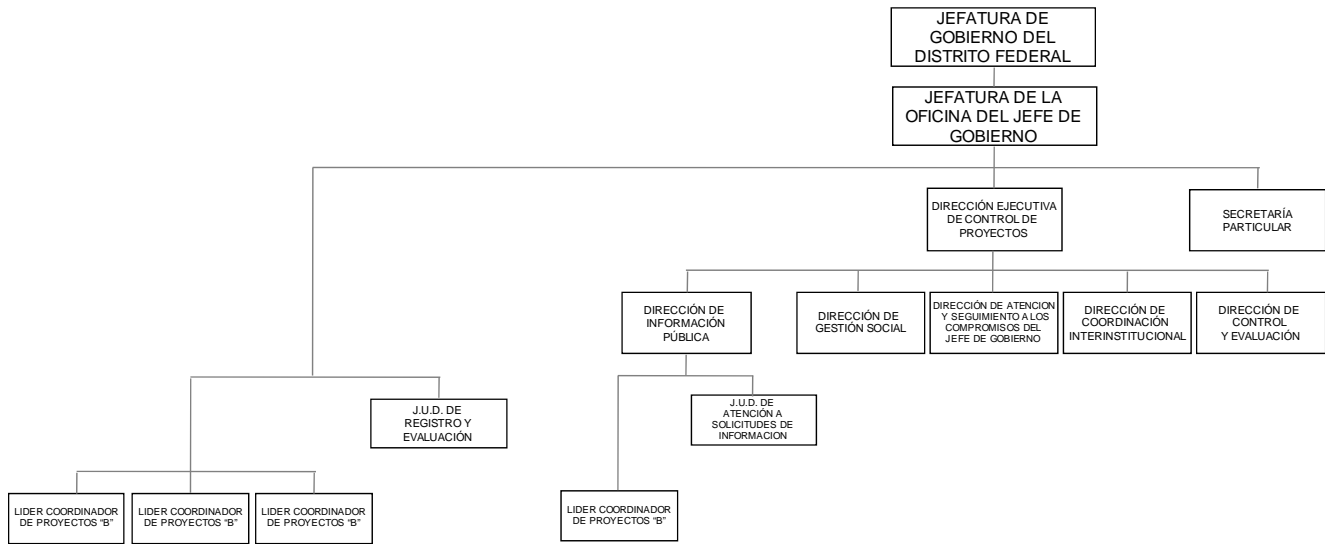 JEFATURA DE
GOBIERNO DEL
DISTRITO FEDERAL
JEFATURA DE LA
OFICINA DEL JEFE DE
GOBIERNO
DIRECCIÓN EJECUTIVA
DE CONTROL DE
PROYECTOS
SECRETARÍA
PARTICULAR
DIRECCIÓN DE
INFORMACIÓN
PÚBLICA
DIRECCIÓN DE
GESTIÓN SOCIAL
DIRECCIÓN DE ATENCION
Y SEGUIMIENTO A LOS
COMPROMISOS DEL
JEFE DE GOBIERNO
DIRECCIÓN DE
COORDINACIÓN
INTERINSTITUCIONAL
DIRECCIÓN DE
CONTROL
Y EVALUACIÓN
J.U.D. DE
REGISTRO Y
EVALUACIÓN
J.U.D. DE
ATENCIÓN A
SOLICITUDES DE
INFORMACION
LIDER COORDINADOR
DE PROYECTOS “B”
LIDER COORDINADOR
DE PROYECTOS “B”
LIDER COORDINADOR
DE PROYECTOS “B”
LIDER COORDINADOR
DE PROYECTOS “B”